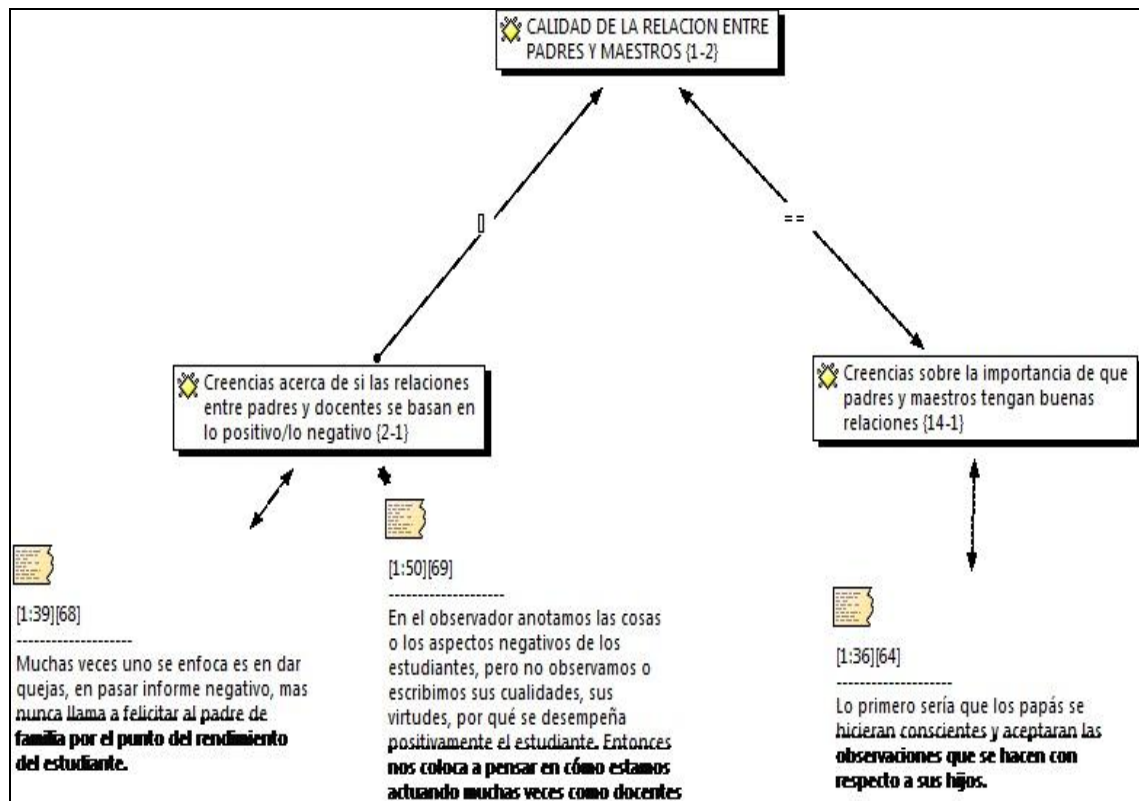 CALIDAD DE LA RELACION ENTRE
PADRES Y MAESTROS {1-2}
[]
==
Creencias acerca de si las relaciones
entre padres y docentes se basan en
lo positivo/lo negativo {2-1}
Creencias sobre la importancia de que
padres y maestros tengan buenas
relaciones {14-1}
[1:39][68]
--------------------
Muchas veces uno se enfoca es en dar
quejas, en pasar informe negativo, mas
nunca llama a felicitar al padre de
familia por el punto del rendimiento
del estudiante.
[1:50][69]
--------------------
En el observador anotamos las cosas
o los aspectos negativos de los
estudiantes, pero no observamos o
escribimos sus cualidades, sus
virtudes, por qué se desempeña
positivamente el estudiante. Entonces
nos coloca a pensar en cómo estamos
actuando muchas veces como docentes
[1:36][64]
--------------------
Lo primero sería que los papás se
hicieran conscientes y aceptaran las
observaciones que se hacen con
respecto a sus hijos.